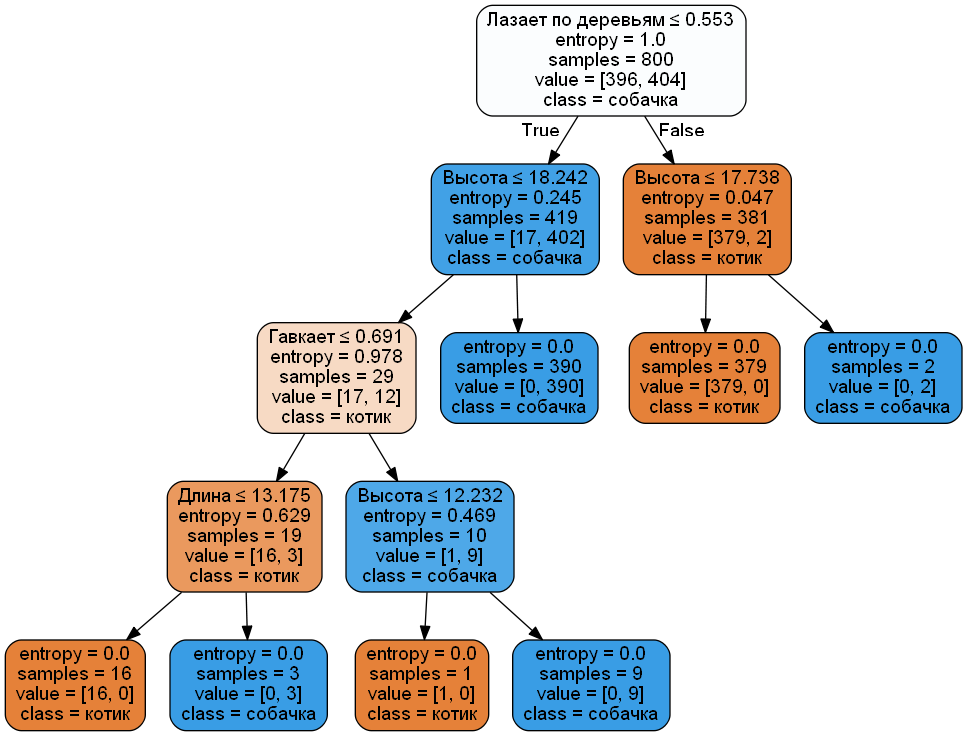 Лазает по деревьям ≤ 0.553
entropy = 1.0
samples = 800
value = [396, 404]
class = собачка
True
False
Высота ≤ 18.242
entropy = 0.245
samples = 419
value = [17, 402]
class = собачка
Высота ≤ 17.738
entropy = 0.047
samples = 381
value = [379, 2]
class = котик
Гавкает ≤ 0.691
entropy = 0.978
samples = 29
value = [17, 12]
class = котик
entropy = 0.0
samples = 390
value = [0, 390]
class = собачка
entropy = 0.0
samples = 379
value = [379, 0]
class = котик
entropy = 0.0
samples = 2
value = [0, 2]
class = собачка
Длина ≤ 13.175
entropy = 0.629
samples = 19
value = [16, 3]
class = котик
Высота ≤ 12.232
entropy = 0.469
samples = 10
value = [1, 9]
class = собачка
entropy = 0.0
samples = 16
value = [16, 0]
class = котик
entropy = 0.0
samples = 3
value = [0, 3]
class = собачка
entropy = 0.0
samples = 1
value = [1, 0]
class = котик
entropy = 0.0
samples = 9
value = [0, 9]
class = собачка